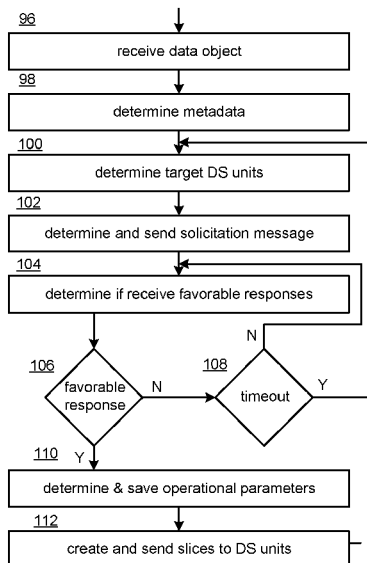 96
receive data object
98
determine metadata
100
determine target DS units
102
determine and send solicitation message
104
determine if receive favorable responses
N
106
108
favorable
response
N
timeout
Y
110
Y
determine & save operational parameters
112
create and send slices to DS units